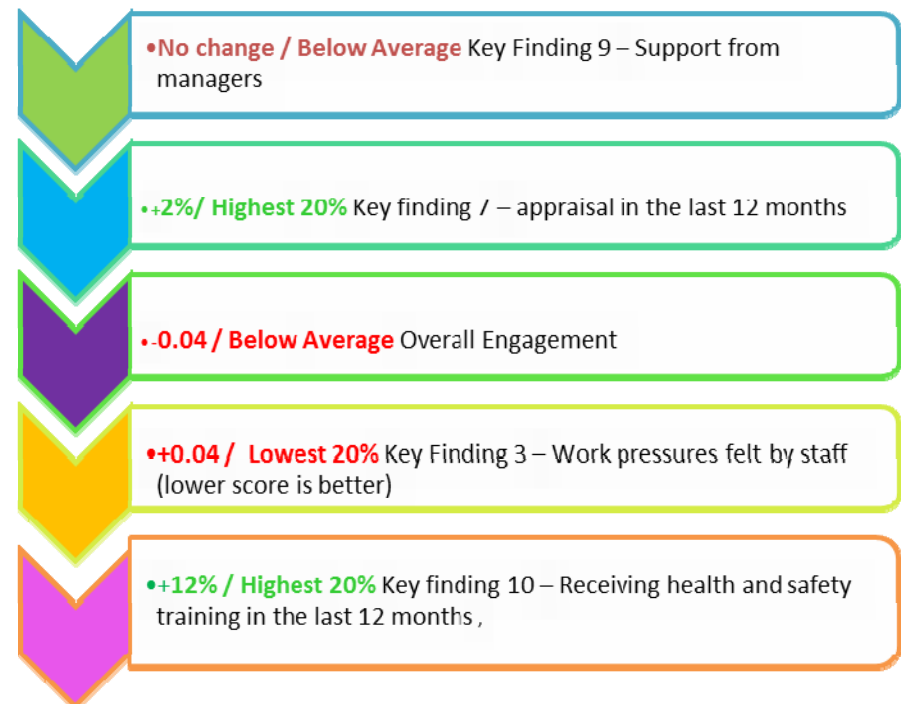 •No change / Below Average Key Finding 9 – Support from
managers
•+2%/ Highest 20% Key finding 7 – appraisal in the last 12 months
•-0.04 / Below Average Overall Engagement
•+0.04 / Lowest 20% Key Finding 3 – Work pressures felt by staff
(lower score is better)
•+12% / Highest 20% Key finding 10 – Receiving health and safety
training in the last 12 months ,